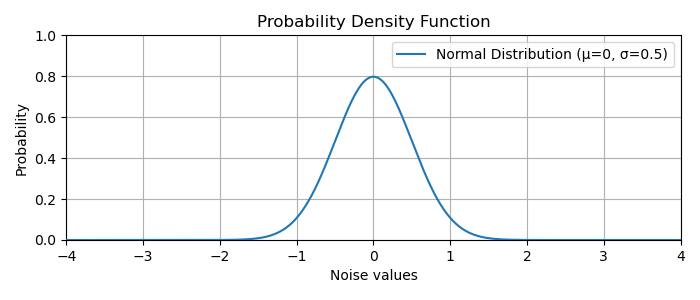 Probability Density Function
Normal Distribution (μ=0, σ=0.5)
Probability
1.0
0.8
0.6
0.4
0.2
0.0
−4 −3 −2 −1 0 1 2 3 4
Noise values